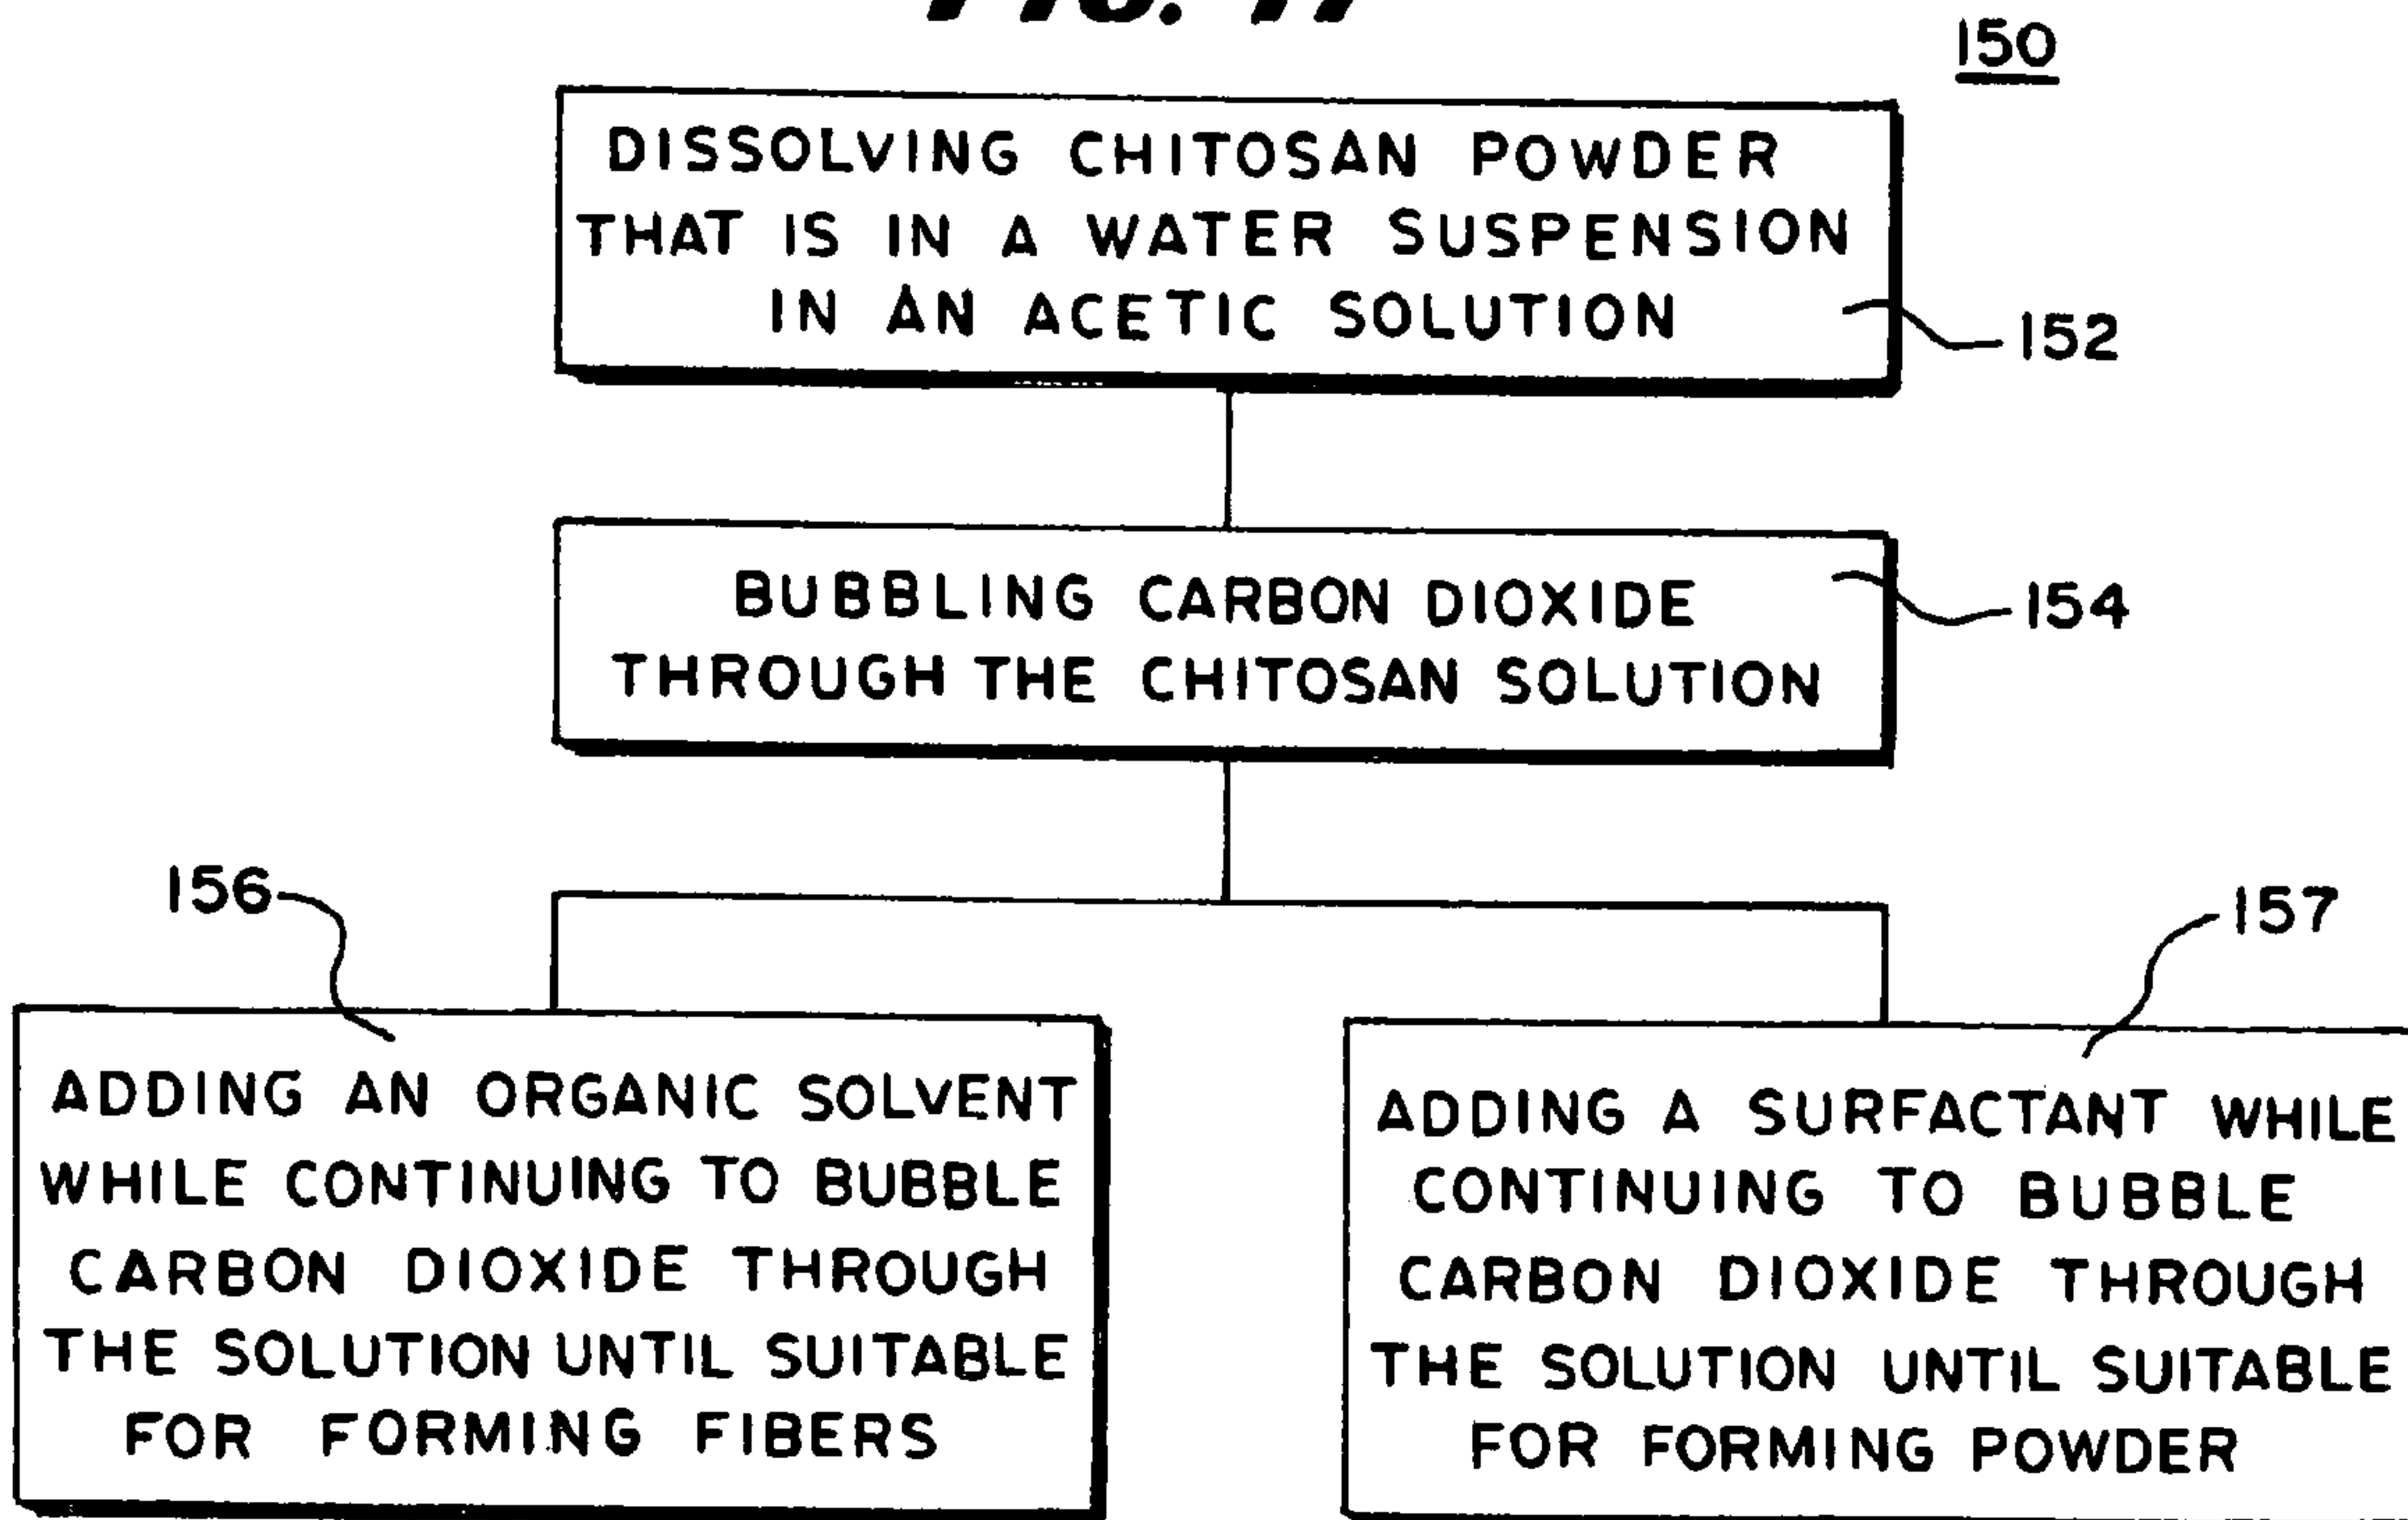 150
DISSOLVING CHITOSAN POWDER
THAT IS IN A WATER SUSPENSION
IN AN ACETIC SOLUTION
152
BUBBLING CARBON DIOXIDE
THROUGH THE CHITOSAN SOLUTION
154
156
ADDING AN ORGANIC SOLVENT
WHILE CONTINUING TO BUBBLE
CARBON DIOXIDE THROUGH
THE SOLUTION UNTIL SUITABLE
FOR FORMING FIBERS
157
ADDING A SURFACTANT WHILE
CONTINUING TO BUBBLE
CARBON DIOXIDE THROUGH
THE SOLUTION UNTIL SUITABLE
FOR FORMING POWDER